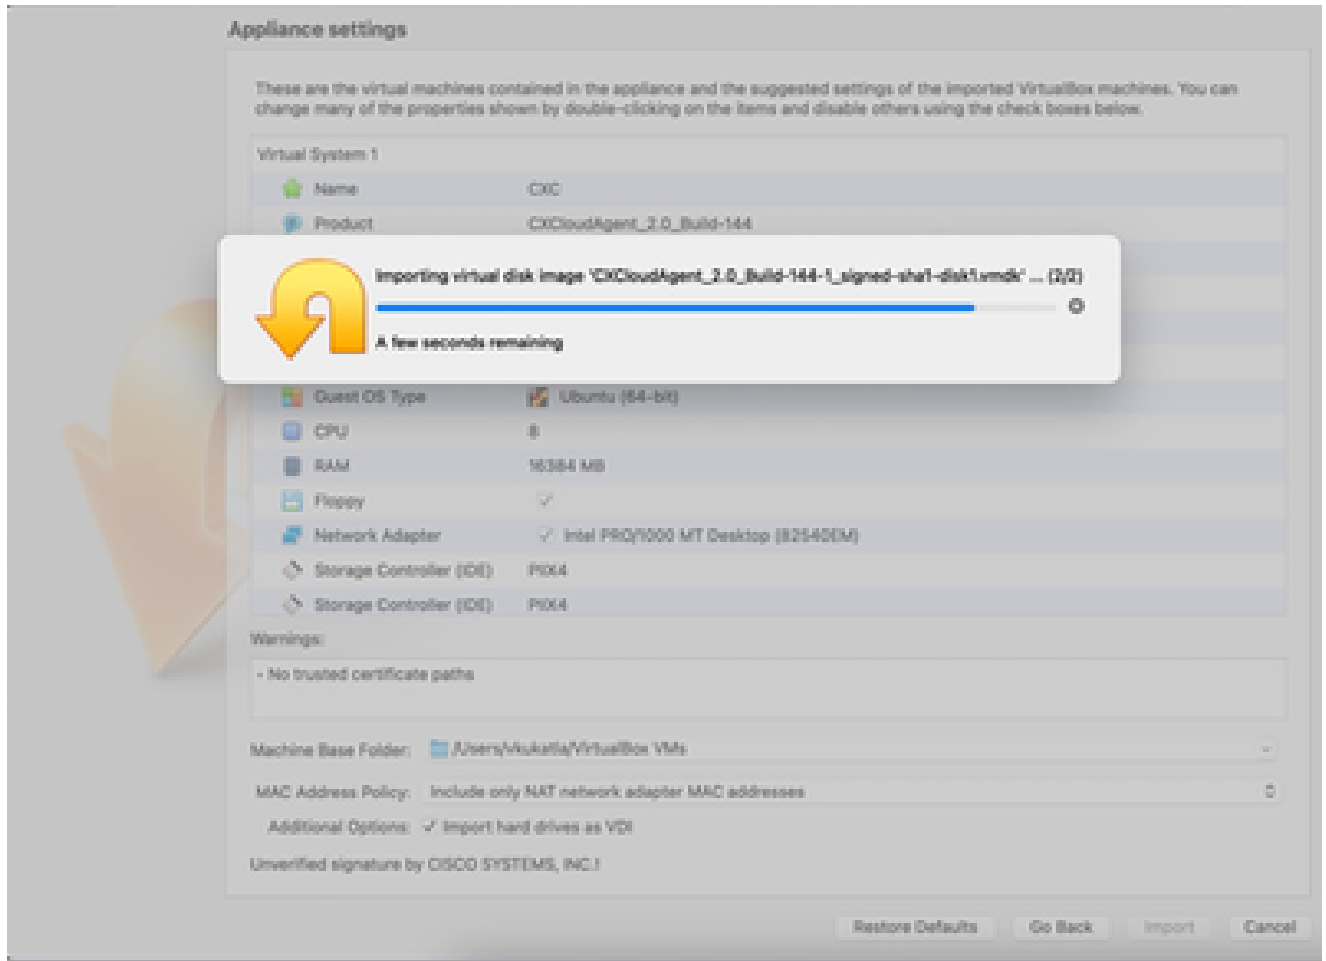 Appliance settings
These are the virtual machines contained in the appliance and the suggested settings of the imported VirtualBox machines. You can
change many of the properties shown by double-clicking on the items and disable others using the check boxes below.
Virtual System 1
Name CXC
Product CXCloudAgent_2.0_Build-144
Importing virtual disk image 'CXCloudAgent_2.0_Build-144-1_signed-sha1-disk1.vmdk' ... (2/2)
A few seconds remaining
Guest OS Type Ubuntu (64-bit)
CPU 8
RAM 16384 MB
Floppy
Network Adapter Intel PRO/1000 MT Desktop (82540EM)
Storage Controller (IDE) PIIX4
Storage Controller (IDE) PIIX4
Warnings:
- No trusted certificate paths
Machine Base Folder: /Users/vkukatla/VirtualBox VMs
MAC Address Policy: Include only NAT network adapter MAC addresses
Additional Options: Import hard drives as VDI
Unverified signature by CISCO SYSTEMS, INC.!
Restore Defaults Go Back Import Cancel